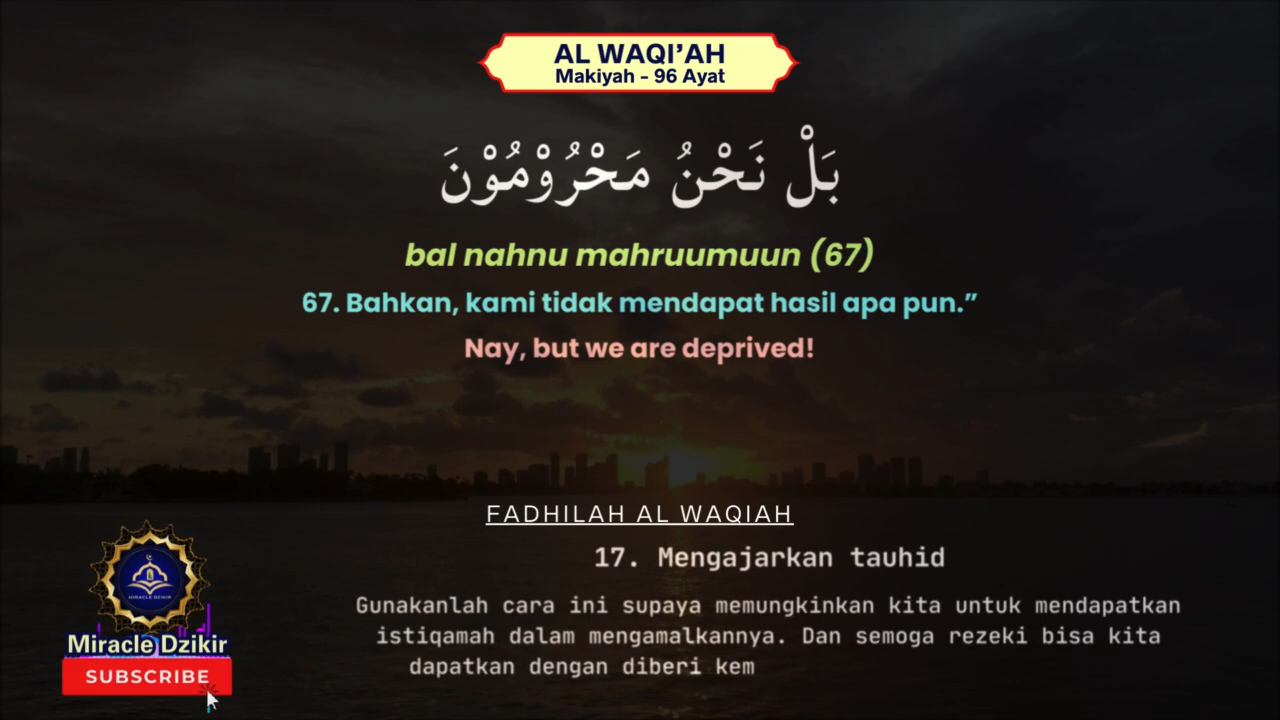 AL WAQI'AH
Makiyah - 96 Ayat
بَلْ نَحْنُ مَحْرُوْمُوْنَ
bal nahnu mahruumuun (67)
67. Bahkan, kami tidak mendapat hasil apa pun.”
Nay, but we are deprived!
FADHILAH AL WAQIAH
17. Mengajarkan tauhid
Gunakanlah cara ini supaya memungkinkan kita untuk mendapatkan
istiqamah dalam mengamalkannya. Dan semoga rezeki bisa kita
dapatkan dengan diberi kem
MIRACLE DZIKIR
Miracle Dzikir
SUBSCRIBE